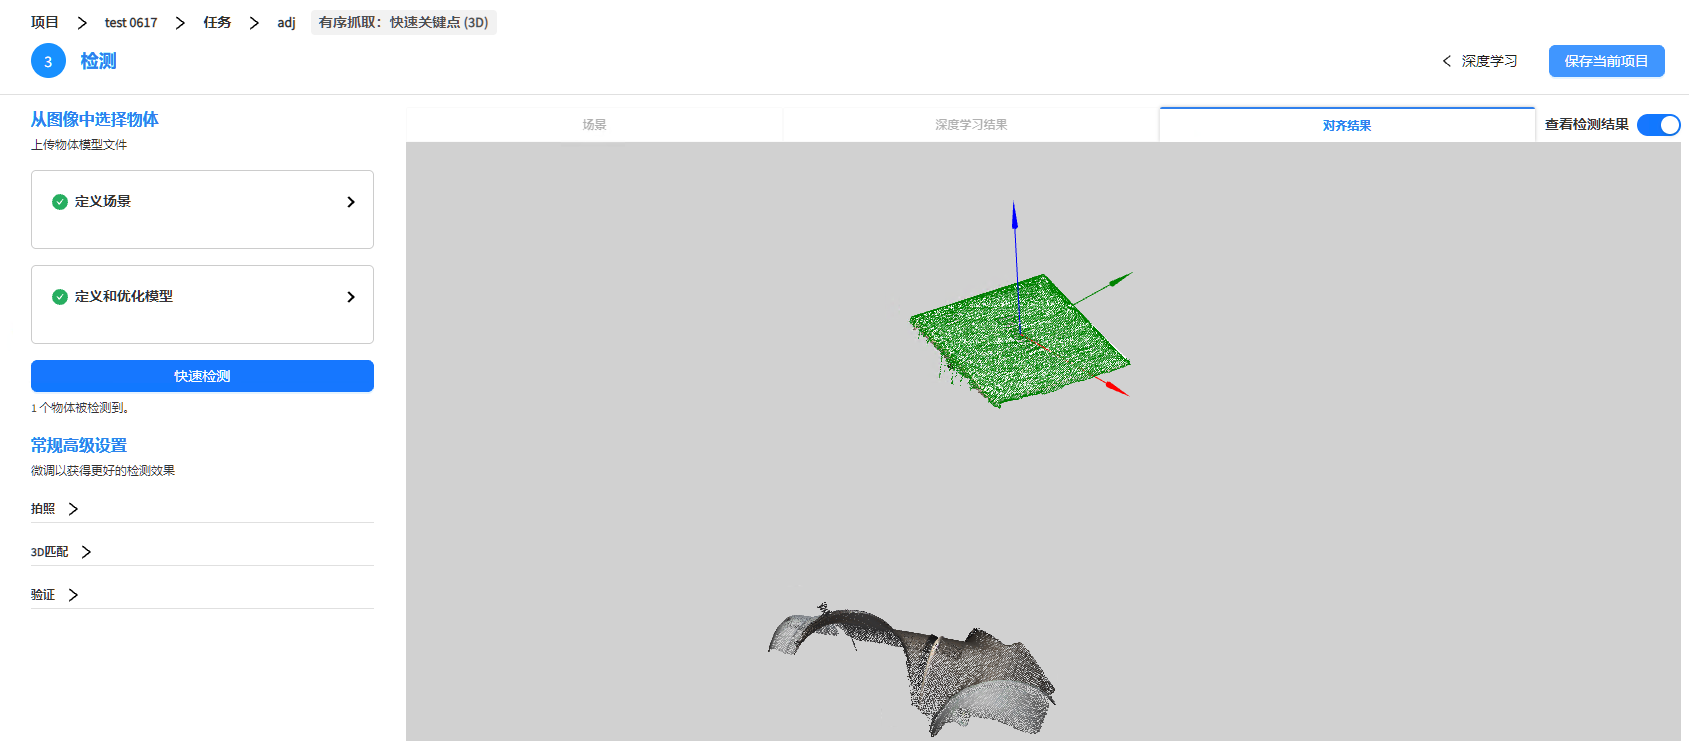 项目 > test 0617 > 任务 > adj 有序抓取：快速关键点 (3D)
3 检测
< 深度学习
保存当前项目
从图像中选择物体
上传物体模型文件
定义场景
定义和优化模型
快速检测
1 个物体被检测到。
常规高级设置
微调以获得更好的检测效果
拍照
3D匹配
验证
场景
深度学习结果
对齐结果
查看检测结果